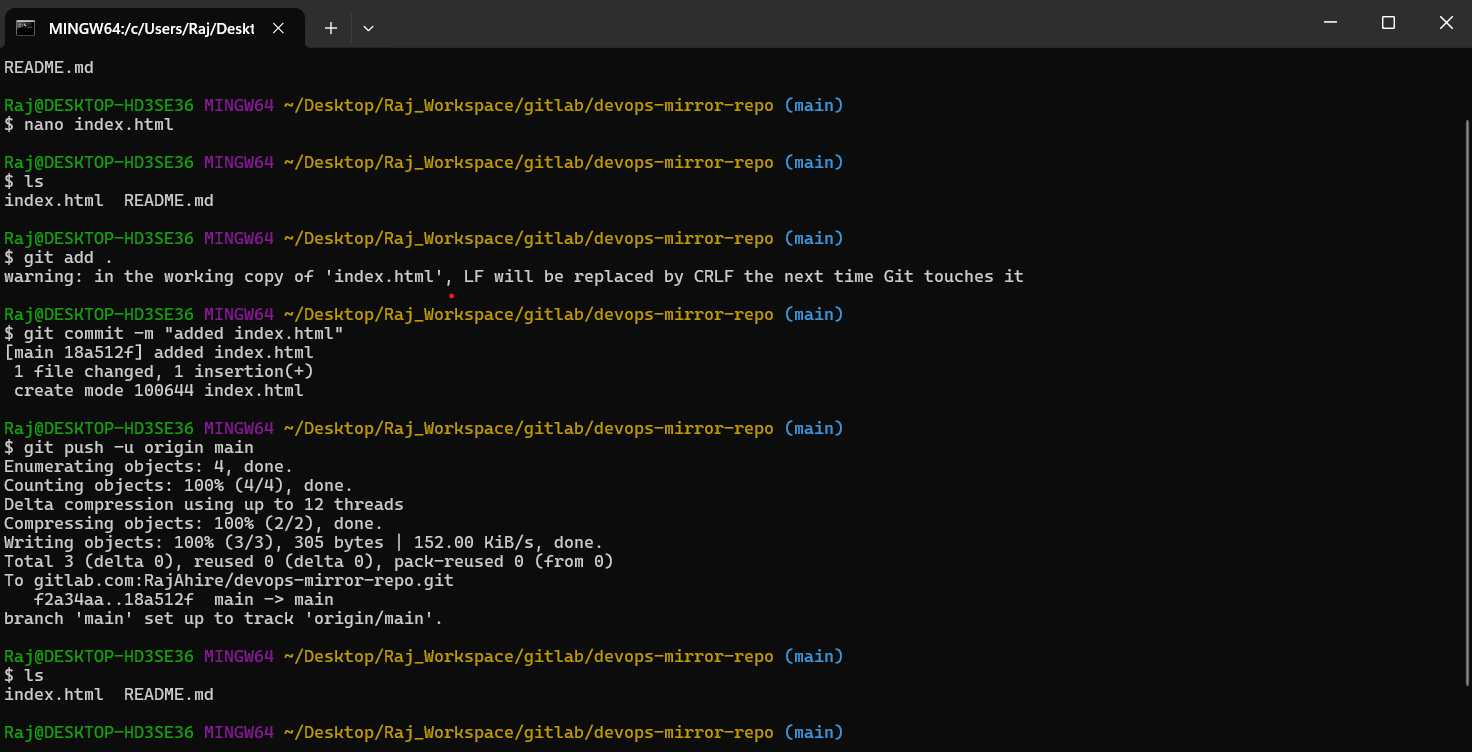 MINGW64:/c/Users/Raj/Deskt
README.md
Raj@DESKTOP-HD3SE36 MINGW64 ~/Desktop/Raj_Workspace/gitlab/devops-mirror-repo (main)
$ nano index.html
Raj@DESKTOP-HD3SE36 MINGW64 ~/Desktop/Raj_Workspace/gitlab/devops-mirror-repo (main)
$ ls
index.html  README.md
Raj@DESKTOP-HD3SE36 MINGW64 ~/Desktop/Raj_Workspace/gitlab/devops-mirror-repo (main)
$ git add .
warning: in the working copy of 'index.html', LF will be replaced by CRLF the next time Git touches it
Raj@DESKTOP-HD3SE36 MINGW64 ~/Desktop/Raj_Workspace/gitlab/devops-mirror-repo (main)
$ git commit -m "added index.html"
[main 18a512f] added index.html
 1 file changed, 1 insertion(+)
 create mode 100644 index.html
Raj@DESKTOP-HD3SE36 MINGW64 ~/Desktop/Raj_Workspace/gitlab/devops-mirror-repo (main)
$ git push -u origin main
Enumerating objects: 4, done.
Counting objects: 100% (4/4), done.
Delta compression using up to 12 threads
Compressing objects: 100% (2/2), done.
Writing objects: 100% (3/3), 305 bytes | 152.00 KiB/s, done.
Total 3 (delta 0), reused 0 (delta 0), pack-reused 0 (from 0)
To gitlab.com:RajAhire/devops-mirror-repo.git
   f2a34aa..18a512f  main -> main
branch 'main' set up to track 'origin/main'.
Raj@DESKTOP-HD3SE36 MINGW64 ~/Desktop/Raj_Workspace/gitlab/devops-mirror-repo (main)
$ ls
index.html  README.md
Raj@DESKTOP-HD3SE36 MINGW64 ~/Desktop/Raj_Workspace/gitlab/devops-mirror-repo (main)